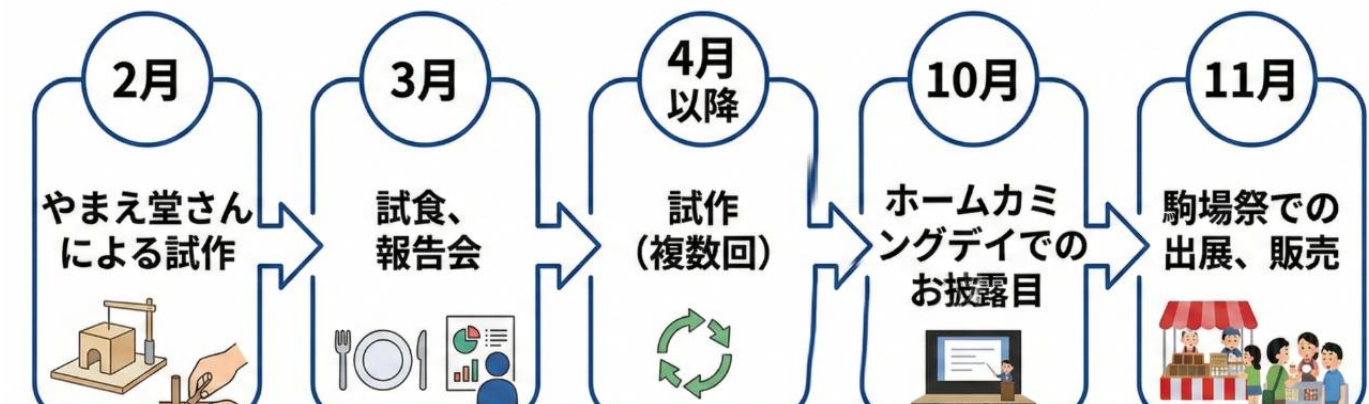 2月
やまえ堂さん
による試作
3月
試食、
報告会
4月
以降
試作
（複数回）
10月
ホームカミ
ングデイでの
お披露目
11月
駒場祭での
出展、販売